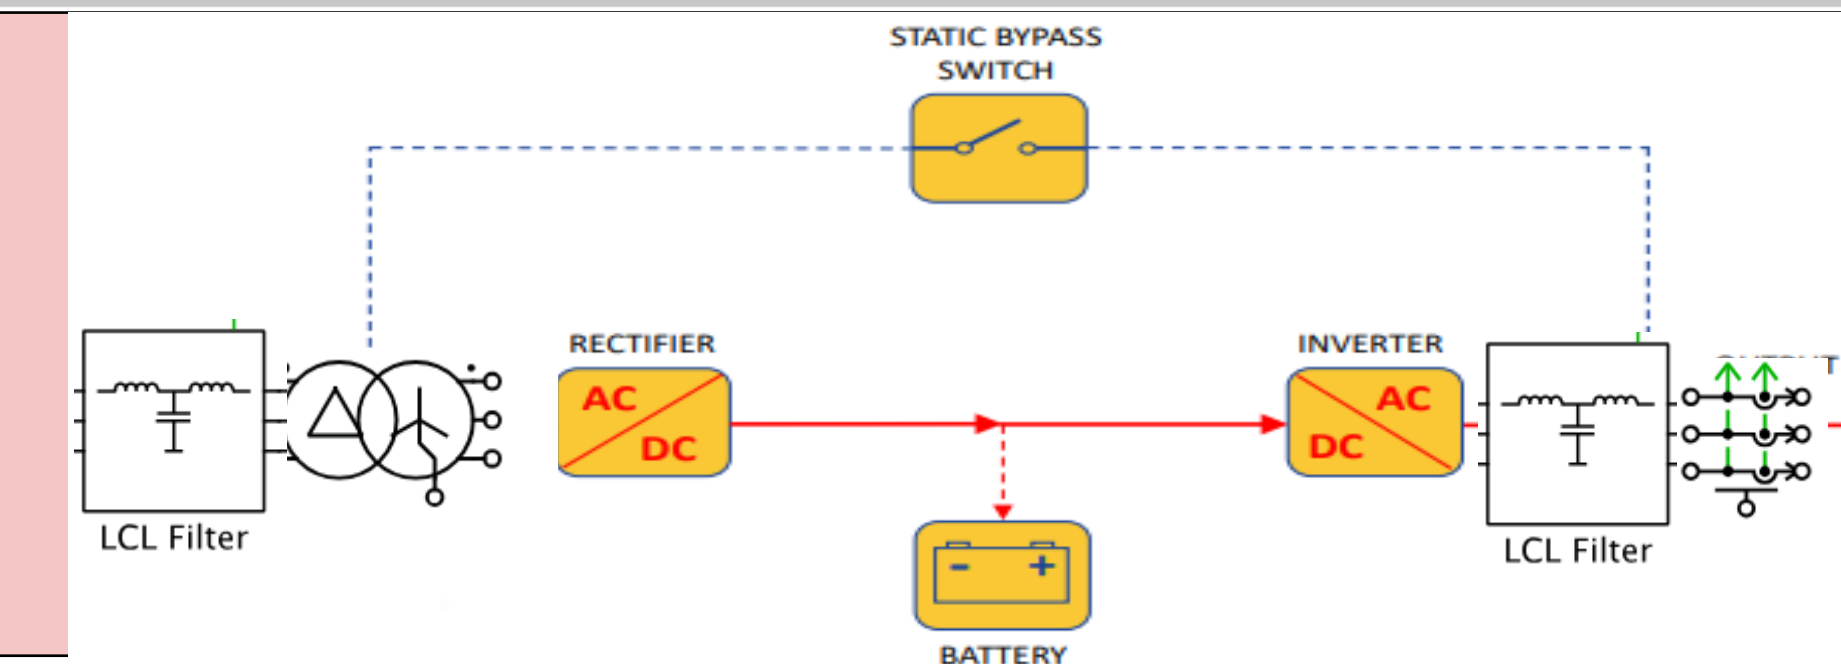 STATIC BYPASS
SWITCH
RECTIFIER
INVERTER
AC
DC
AC
DC
LCL Filter
LCL Filter
- +
BATTERY